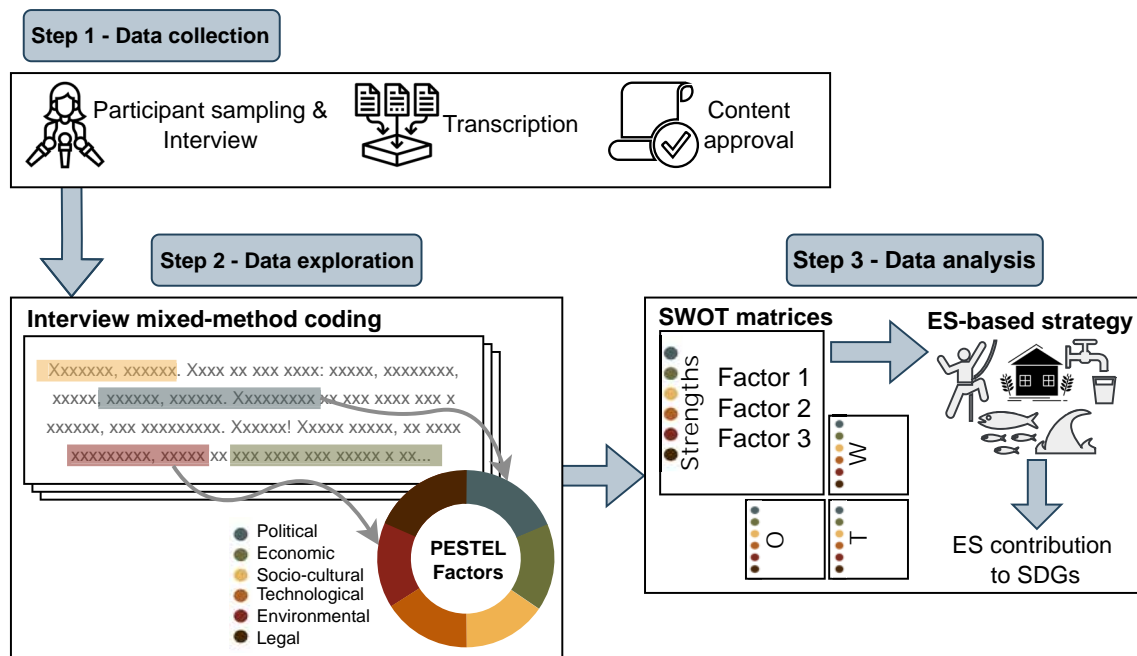 Step 1 - Data collection
Participant sampling &
Interview
Transcription
Content
approval
Step 2 - Data exploration
Interview mixed-method coding
Xxxxxxx, xxxxxx. Xxxx xx xxx xxxx: xxxxx, xxxxxxxx,
xxxxx, xxxxxx, xxxxxx. Xxxxxxxxx xx xxx xxxx xxx x
xxxxxx, xxx xxxxxxxxx. Xxxxxx! Xxxxx xxxxx, xx xxxx
xxxxxxxxx, xxxxx xx xxx xxxx xxx xxxxx x xx...
Political
Economic
Socio-cultural
Technological
Environmental
Legal
PESTEL
Factors
Step 3 - Data analysis
SWOT matrices
Strengths
Factor 1
Factor 2
Factor 3
W
O
T
ES-based strategy
ES contribution
to SDGs